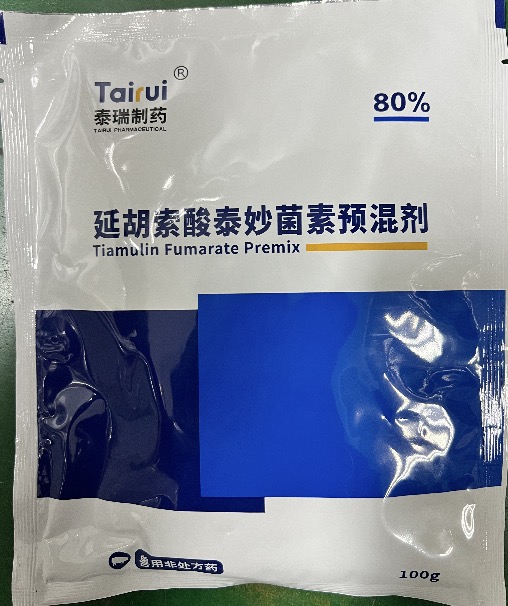 Tairui®
泰瑞制药
TAIRUI PHARMACEUTICAL
80%
延胡索酸泰妙菌素预混剂
Tiamulin Fumarate Premix
兽用非处方药
100g